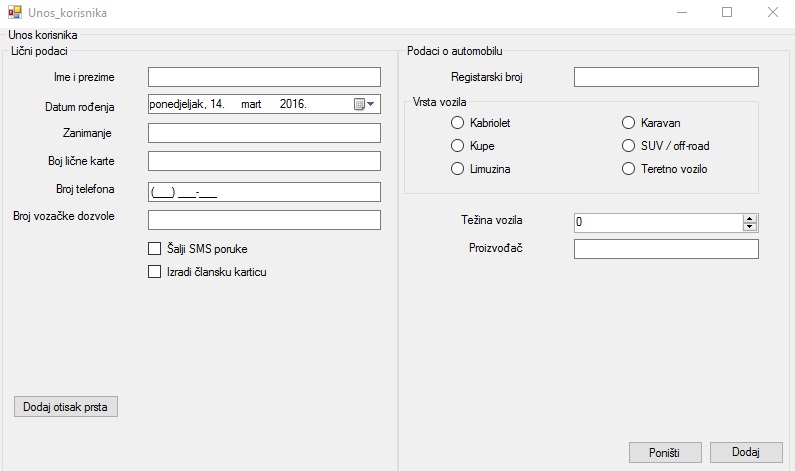 Unos_korisnika
Unos korisnika
Lični podaci
Ime i prezime
Datum rođenja
ponedjeljak, 14. mart 2016.
Zanimanje
Boj lične karte
Broj telefona
(___) ___-___
Broj vozačke dozvole
Šalji SMS poruke
Izradi člansku karticu
Dodaj otisak prsta
Podaci o automobilu
Registarski broj
Vrsta vozila
Kabriolet
Karavan
Kupe
SUV / off-road
Limuzina
Teretno vozilo
Težina vozila
0
Proizvođač
Poništi
Dodaj